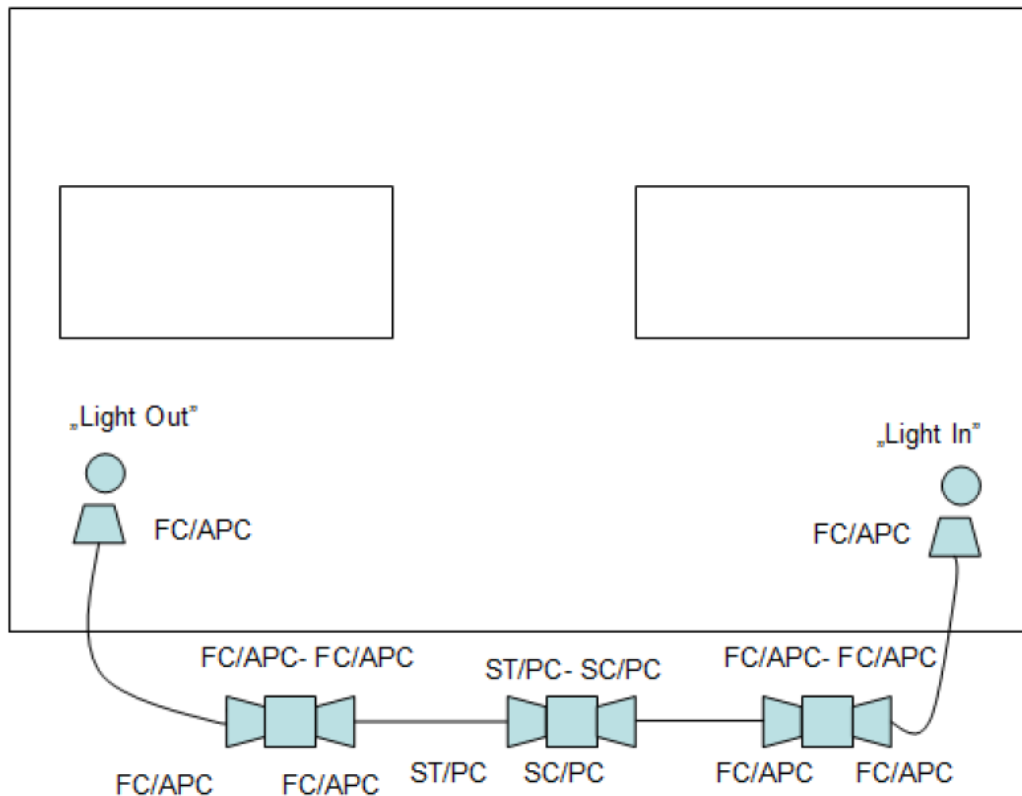 „Light Out”
„Light In”
FC/APC
FC/APC
FC/APC- FC/APC
ST/PC- SC/PC
FC/APC- FC/APC
FC/APC
FC/APC
ST/PC
SC/PC
FC/APC
FC/APC